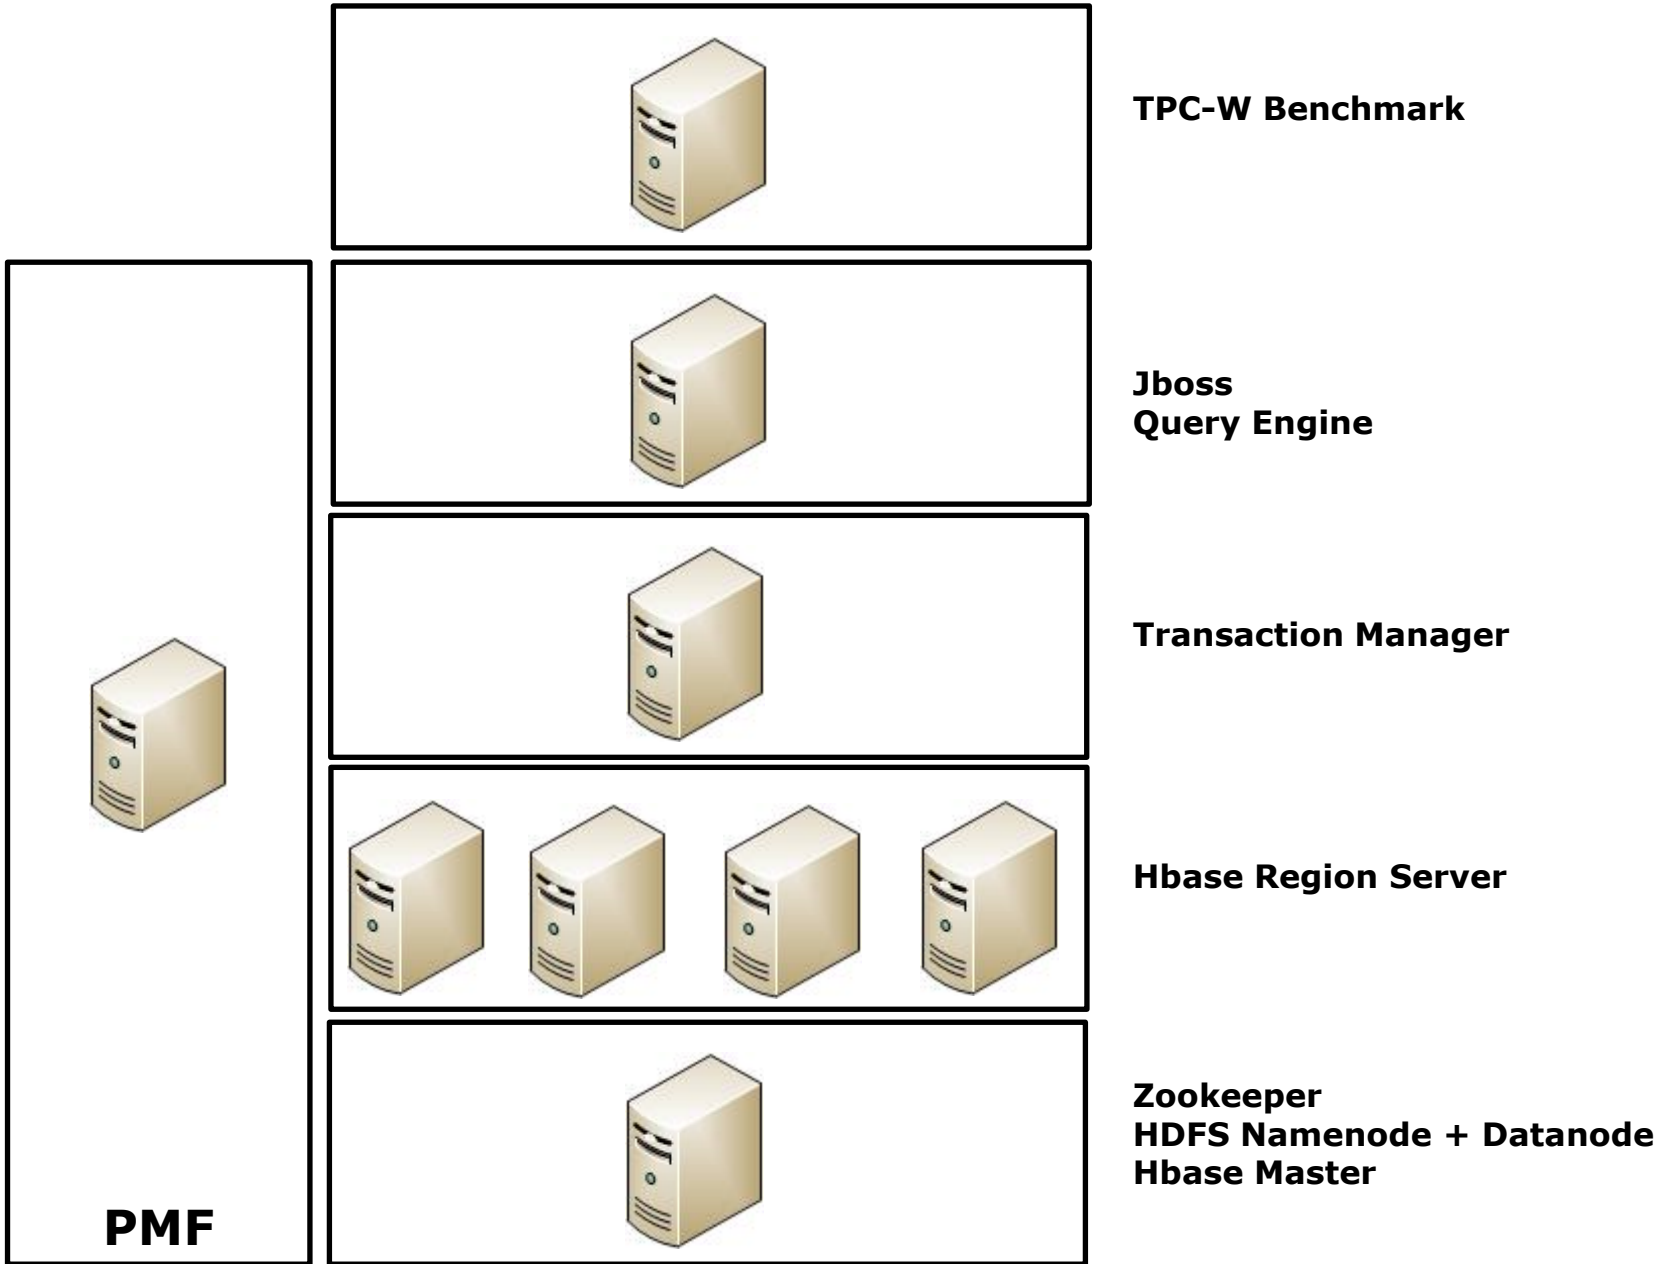 TPC-W Benchmark
Jboss
Query Engine
Transaction Manager
Hbase Region Server
Zookeeper
HDFS Namenode + Datanode
Hbase Master
PMF